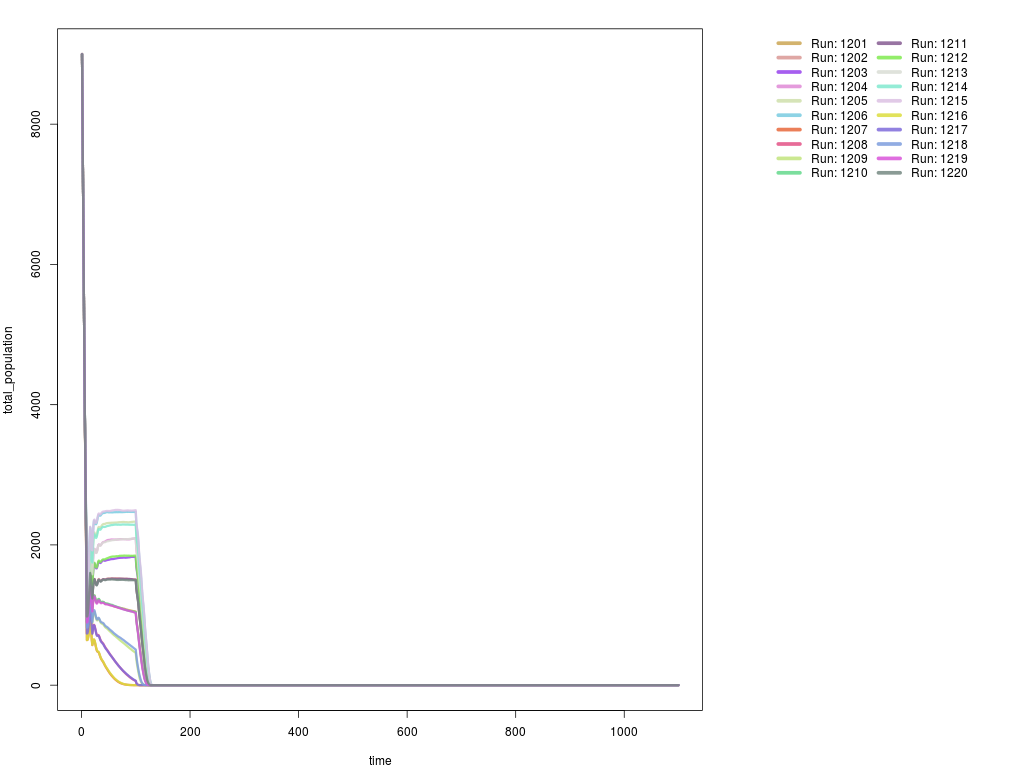 Run: 1201 Run: 1211
Run: 1202 Run: 1212
Run: 1203 Run: 1213
Run: 1204 Run: 1214
Run: 1205 Run: 1215
Run: 1206 Run: 1216
Run: 1207 Run: 1217
Run: 1208 Run: 1218
Run: 1209 Run: 1219
Run: 1210 Run: 1220
total_population
8000
6000
4000
2000
0
0 200 400 600 800 1000
time